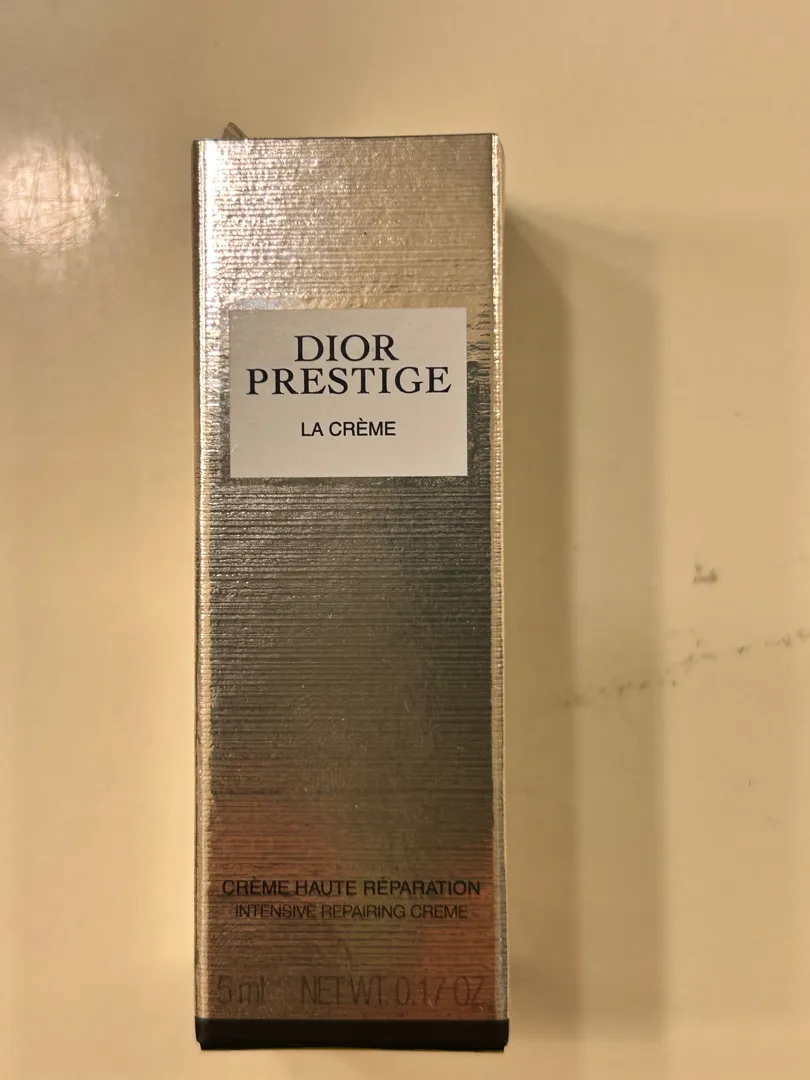 DIOR
PRESTIGE
LA CRÈME
CRÈME HAUTE RÉPARATION
INTENSIVE REPAIRING CREME
5 ml NET WT. 0.17 OZ